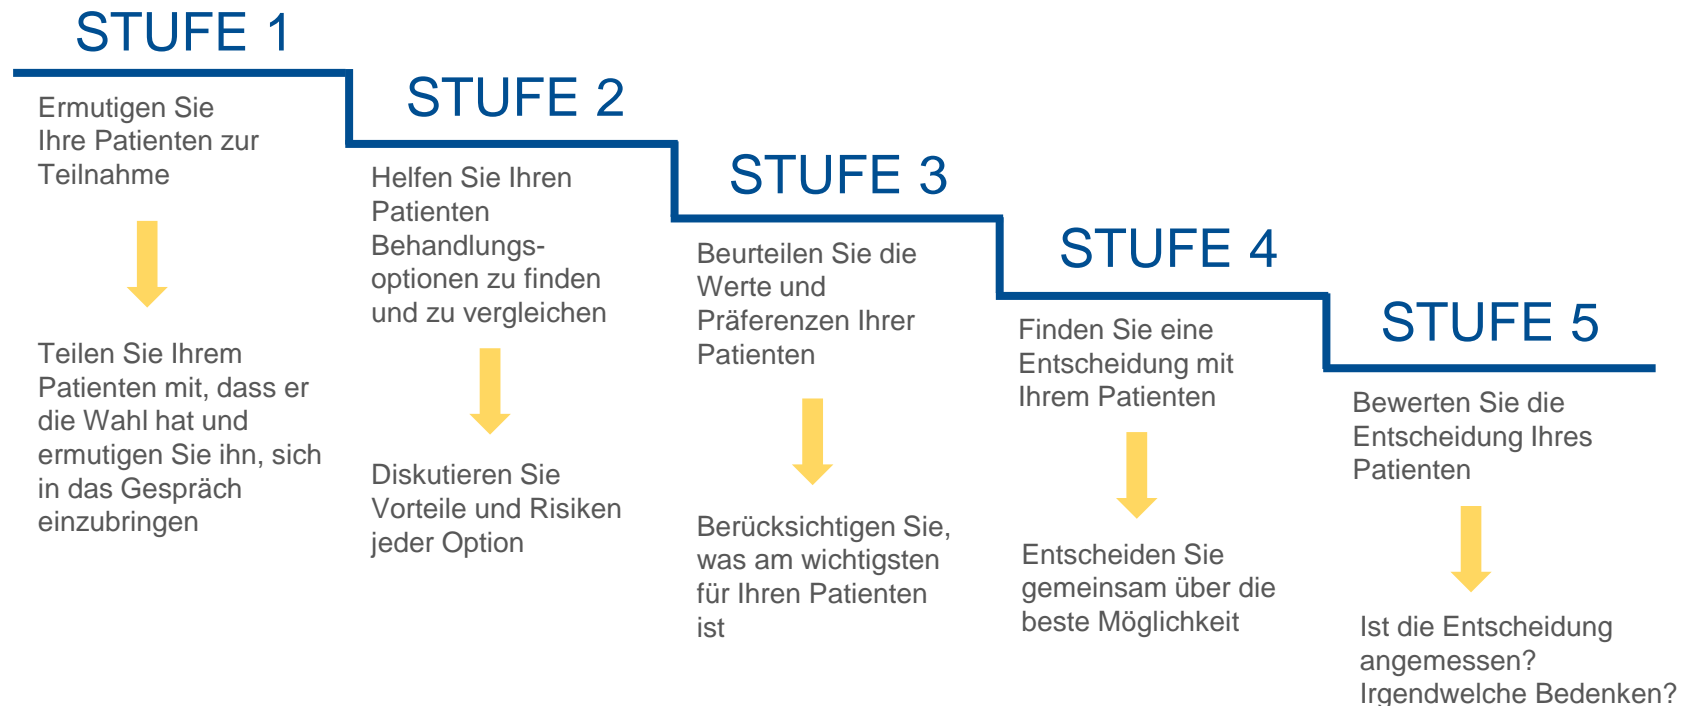 STUFE 1
Ermutigen Sie
Ihre Patienten zur
Teilnahme
Teilen Sie Ihrem
Patienten mit, dass er
die Wahl hat und
ermutigen Sie ihn, sich
in das Gespräch
einzubringen
STUFE 2
Helfen Sie Ihren
Patienten
Behandlungs-
optionen zu finden
und zu vergleichen
Diskutieren Sie
Vorteile und Risiken
jeder Option
STUFE 3
Beurteilen Sie die
Werte und
Präferenzen Ihrer
Patienten
Berücksichtigen Sie,
was am wichtigsten
für Ihren Patienten
ist
STUFE 4
Finden Sie eine
Entscheidung mit
Ihrem Patienten
Entscheiden Sie
gemeinsam über die
beste Möglichkeit
STUFE 5
Bewerten Sie die
Entscheidung Ihres
Patienten
Ist die Entscheidung
angemessen?
Irgendwelche Bedenken?